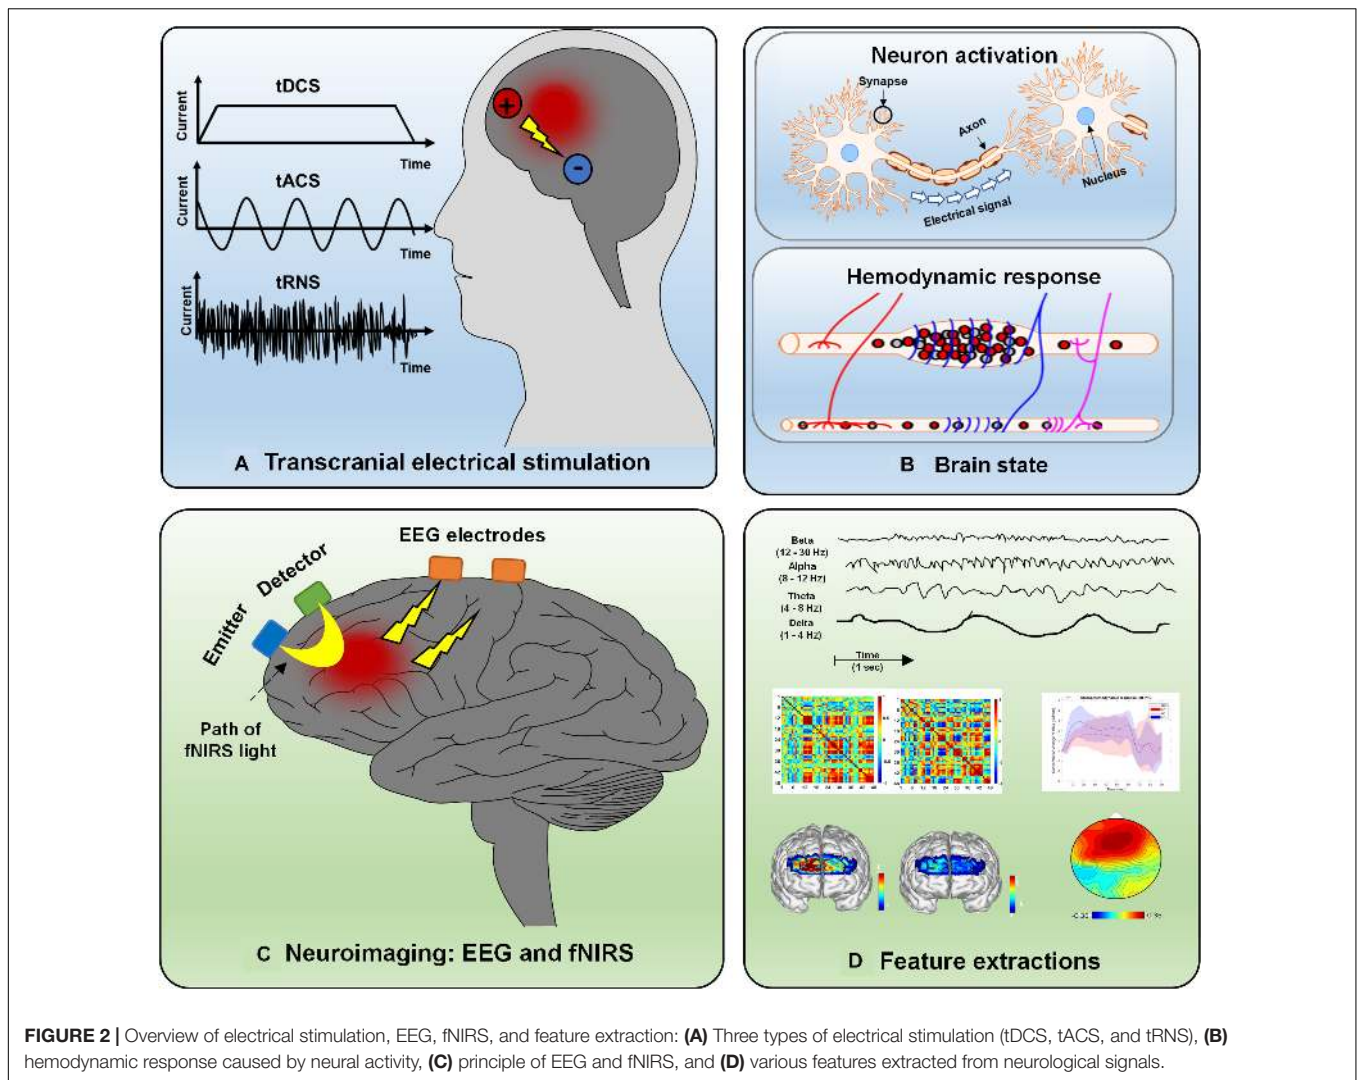 tDCS
Current
Time
tACS
Current
Time
tRNS
Current
Time
+
-
A Transcranial electrical stimulation
Neuron activation
Synapse
Axon
Nucleus
Electrical signal
Hemodynamic response
B Brain state
EEG electrodes
Detector
Emitter
Path of
fNIRS light
C Neuroimaging: EEG and fNIRS
Beta
(12 - 30 Hz)
Alpha
(8 - 12 Hz)
Theta
(4 - 8 Hz)
Delta
(1 - 4 Hz)
Time
(1 sec)
D Feature extractions
FIGURE 2 | Overview of electrical stimulation, EEG, fNIRS, and feature extraction: (A) Three types of electrical stimulation (tDCS, tACS, and tRNS), (B)
hemodynamic response caused by neural activity, (C) principle of EEG and fNIRS, and (D) various features extracted from neurological signals.